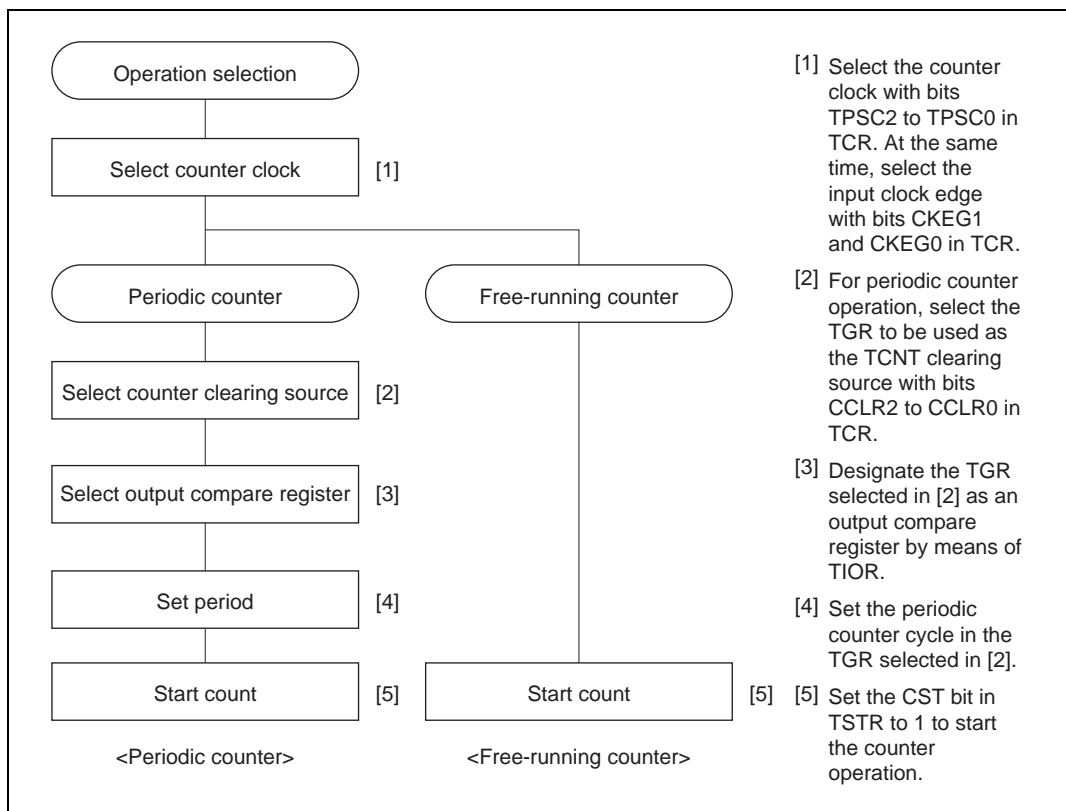 Operation selection
Select counter clock [1]
Periodic counter
Free-running counter
Select counter clearing source [2]
Select output compare register [3]
Set period [4]
Start count [5]
Start count [5]
<Periodic counter>
<Free-running counter>
[1] Select the counter
clock with bits
TPSC2 to TPSC0 in
TCR. At the same
time, select the
input clock edge
with bits CKEG1
and CKEG0 in TCR.
[2] For periodic counter
operation, select the
TGR to be used as
the TCNT clearing
source with bits
CCLR2 to CCLR0 in
TCR.
[3] Designate the TGR
selected in [2] as an
output compare
register by means of
TIOR.
[4] Set the periodic
counter cycle in the
TGR selected in [2].
[5] Set the CST bit in
TSTR to 1 to start
the counter
operation.